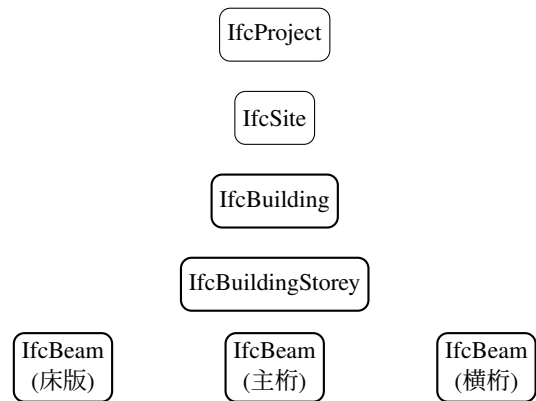 IfcProject
IfcSite
IfcBuilding
IfcBuildingStorey
IfcBeam
(床版)
IfcBeam
(主桁)
IfcBeam
(横桁)